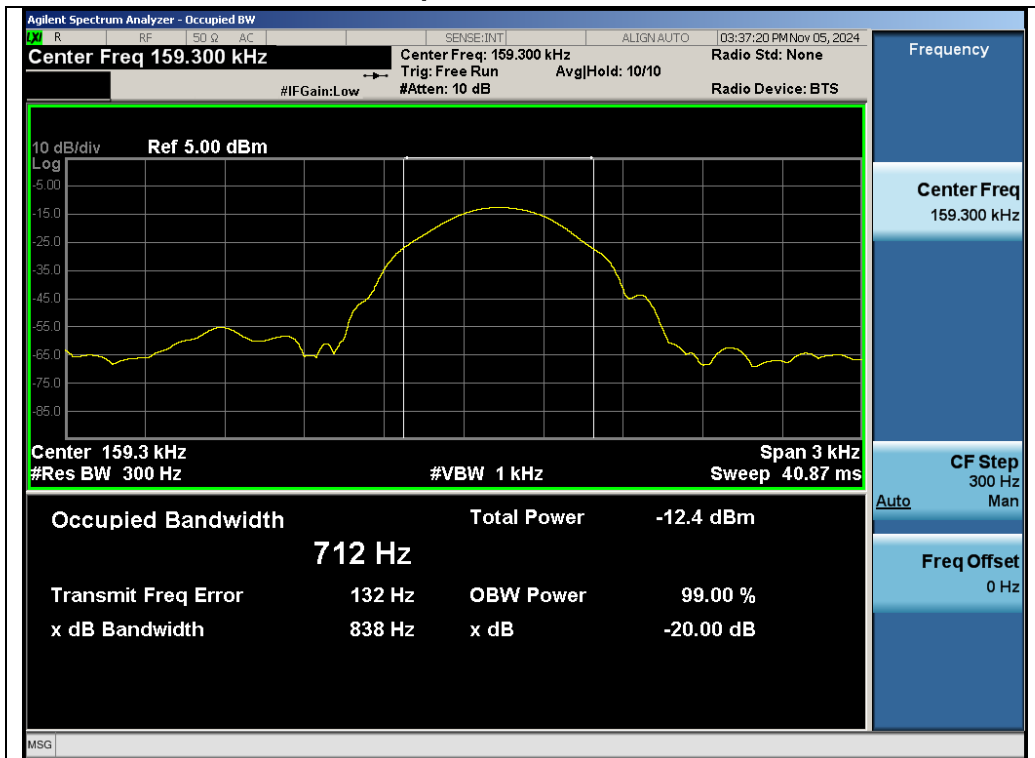 Agilent Spectrum Analyzer - Occupied BW
LXI R RF 50 Ω AC SENSE:INT ALIGN AUTO 03:37:20 PM Nov 05, 2024
Center Freq 159.300 kHz Center Freq: 159.300 kHz Radio Std: None
Trig: Free Run Avg|Hold: 10/10
#IFGain:Low #Atten: 10 dB Radio Device: BTS
10 dB/div Ref 5.00 dBm
Log
-5.00
-15.0
-25.0
-35.0
-45.0
-55.0
-65.0
-75.0
-85.0
Center 159.3 kHz Span 3 kHz
#Res BW 300 Hz #VBW 1 kHz Sweep 40.87 ms
Occupied Bandwidth Total Power -12.4 dBm
712 Hz
Transmit Freq Error 132 Hz OBW Power 99.00 %
x dB Bandwidth 838 Hz x dB -20.00 dB
MSG
Frequency
Center Freq
159.300 kHz
CF Step
300 Hz
Auto Man
Freq Offset
0 Hz